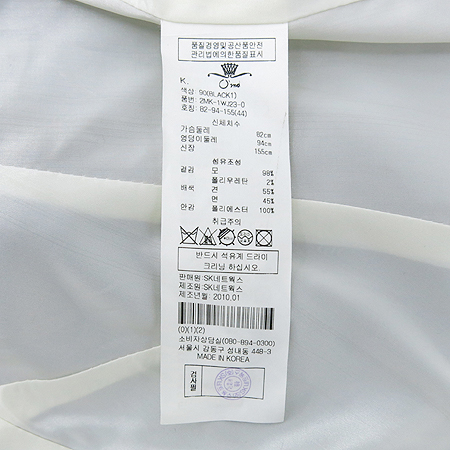 품질경영및공산품안전
관리법에의한품질표시
K.
O'2nd
색상: 90(BLACK1)
품번: 2MK-1WJ23-0
호칭: 82-94-155(44)
신체차수
가슴둘레 82cm
엉덩이둘레 94cm
신장 155cm
섬유조성
겉감 모 98%
폴리우레탄 2%
배색 견 55%
면 45%
안감 폴리에스터 100%
취급주의
반드시 석유계 드라이
크리닝 하십시오.
판매원:SK네트웍스
제조원:SK네트웍스
제조년월:2010.01
(0)(1)(2)
소비자상담실(080-894-0300)
서울시 강동구 성내동 448-3
MADE IN KOREA
검사필